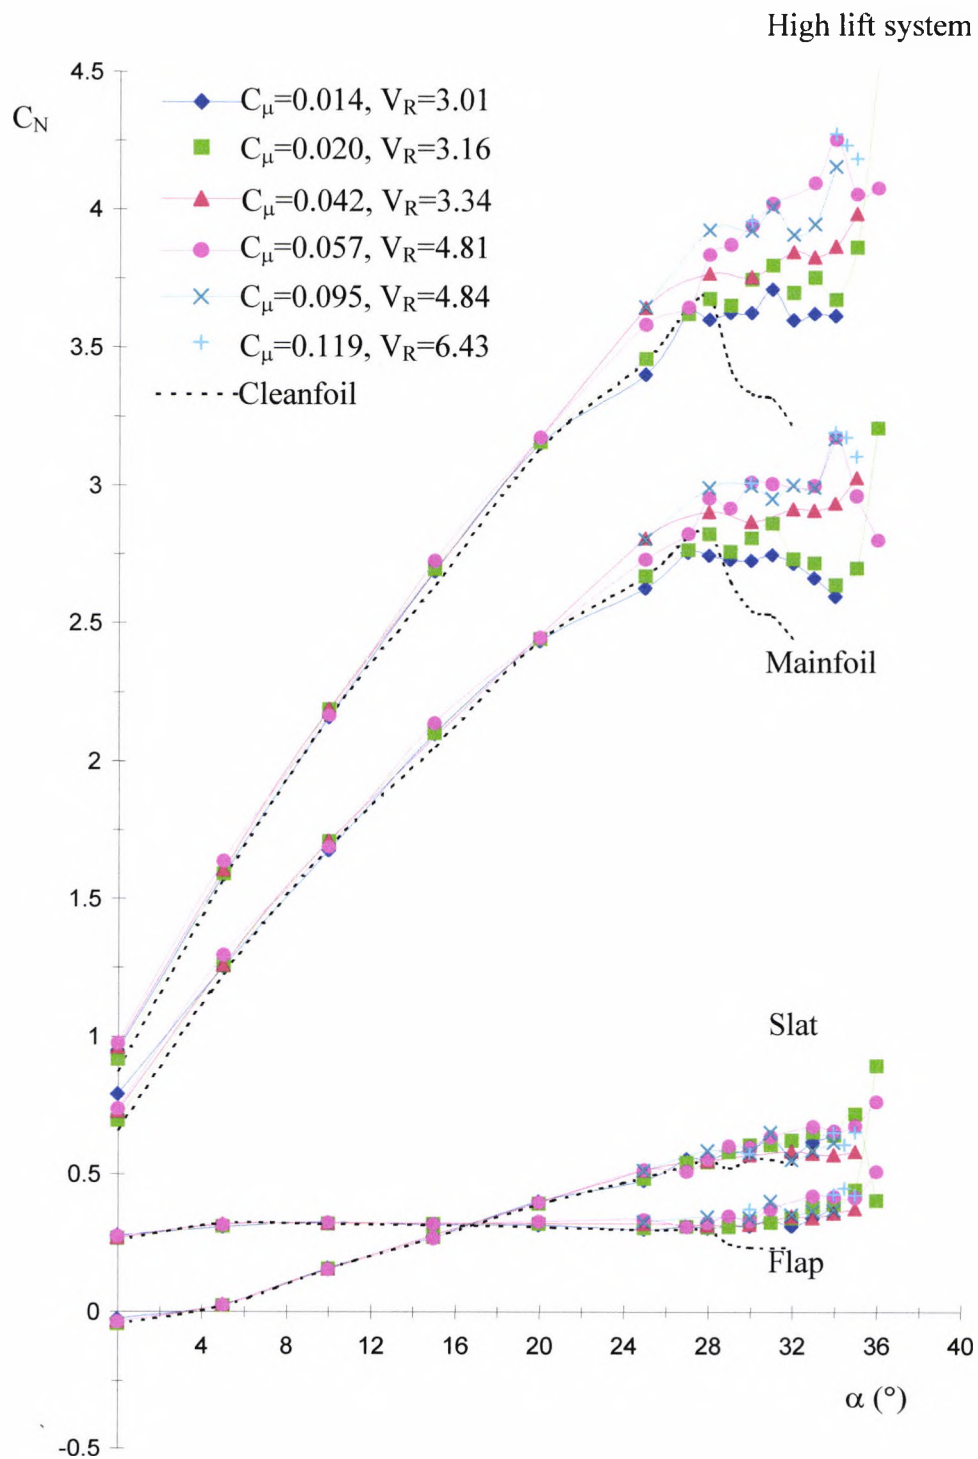 High lift system
4.5
C_N
C_μ=0.014, V_R=3.01
C_μ=0.020, V_R=3.16
C_μ=0.042, V_R=3.34
C_μ=0.057, V_R=4.81
C_μ=0.095, V_R=4.84
C_μ=0.119, V_R=6.43
Cleanfoil
4
3.5
3
2.5
Mainfoil
2
1.5
1
Slat
0.5
Flap
0
4 8 12 16 20 24 28 32 36 40
α (°)
-0.5